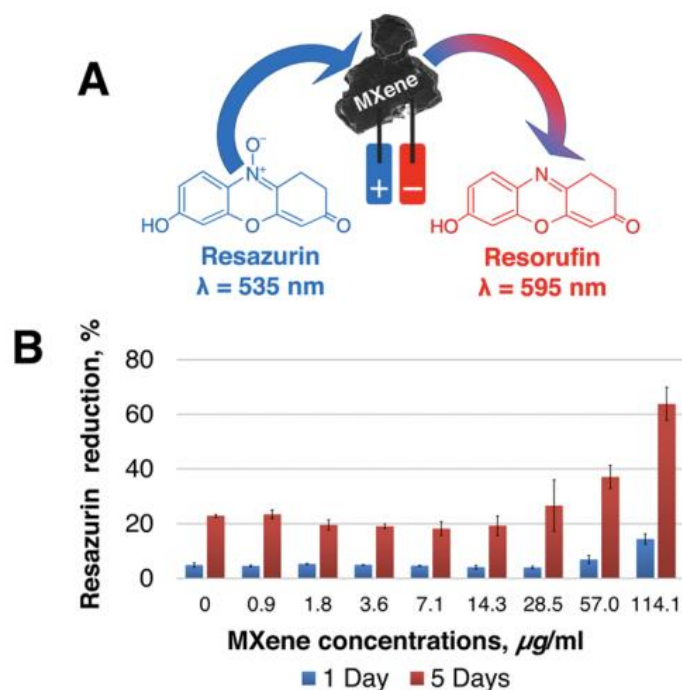 A
MXene
+ −
O⁻
N⁺
HO
O
O
Resazurin
λ = 535 nm
N
HO
O
O
Resorufin
λ = 595 nm
B
Resazurin reduction, %
80
60
40
20
0
0 0.9 1.8 3.6 7.1 14.3 28.5 57.0 114.1
MXene concentrations, µg/ml
1 Day 5 Days